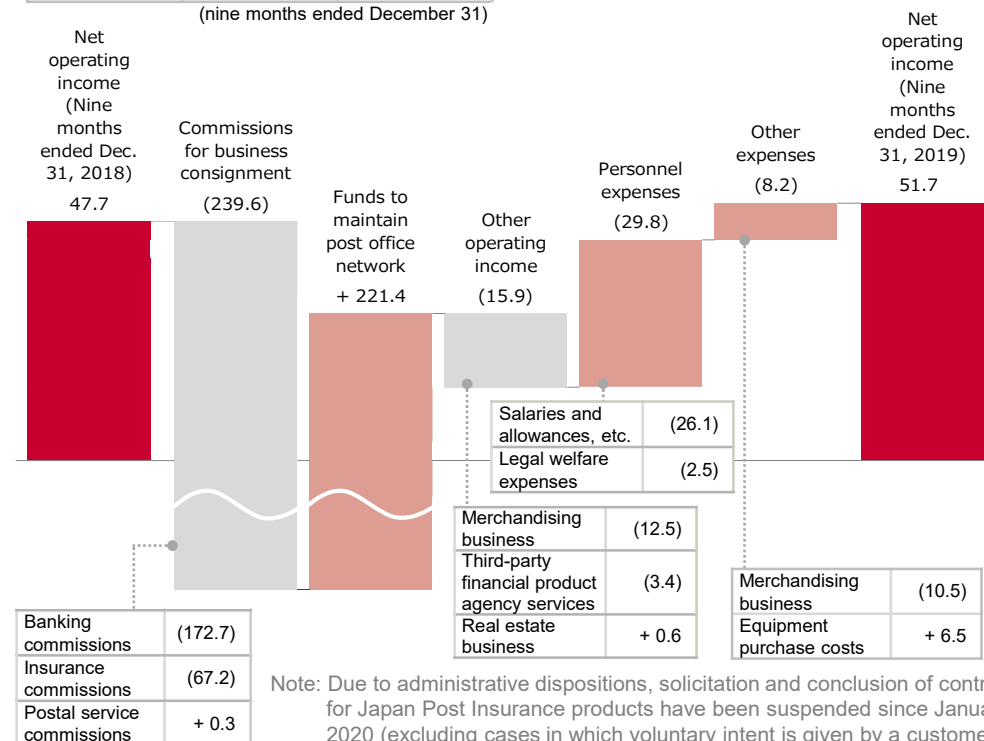 (nine months ended December 31)
Net
operating
income
(Nine
months
ended Dec.
31, 2018)
47.7
Commissions
for business
consignment
(239.6)
Funds to
maintain
post office
network
+ 221.4
Other
operating
income
(15.9)
Personnel
expenses
(29.8)
Other
expenses
(8.2)
Net
operating
income
(Nine
months
ended Dec.
31, 2019)
51.7
Salaries and
allowances, etc.
(26.1)
Legal welfare
expenses
(2.5)
Merchandising
business
(12.5)
Third-party
financial product
agency services
(3.4)
Real estate
business
+ 0.6
Merchandising
business
(10.5)
Equipment
purchase costs
+ 6.5
Banking
commissions
(172.7)
Insurance
commissions
(67.2)
Postal service
commissions
+ 0.3
Note: Due to administrative dispositions, solicitation and conclusion of contr
for Japan Post Insurance products have been suspended since Janua
2020 (excluding cases in which voluntary intent is given by a custome